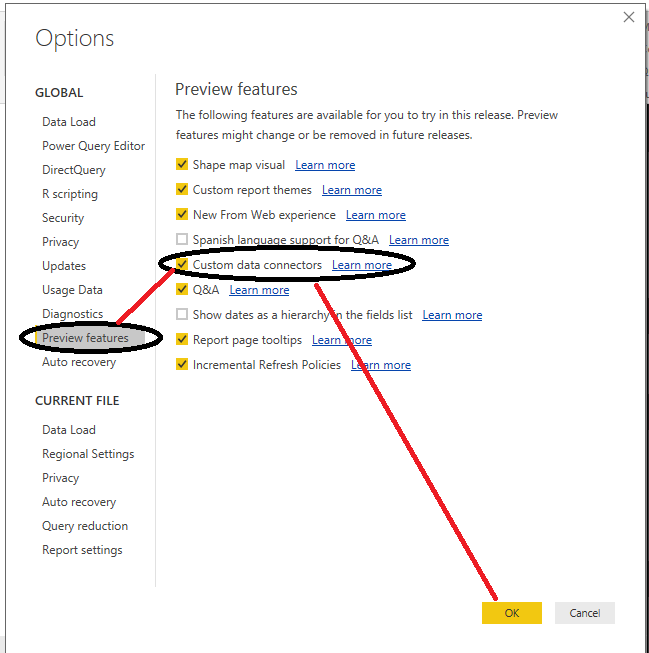 Options
GLOBAL
Data Load
Power Query Editor
DirectQuery
R scripting
Security
Privacy
Updates
Usage Data
Diagnostics
Preview features
Auto recovery
CURRENT FILE
Data Load
Regional Settings
Privacy
Auto recovery
Query reduction
Report settings
Preview features
The following features are available for you to try in this release. Preview
features might change or be removed in future releases.
Shape map visual Learn more
Custom report themes Learn more
New From Web experience Learn more
Spanish language support for Q&A Learn more
Custom data connectors Learn more
Q&A Learn more
Show dates as a hierarchy in the fields list Learn more
Report page tooltips Learn more
Incremental Refresh Policies Learn more
OK Cancel